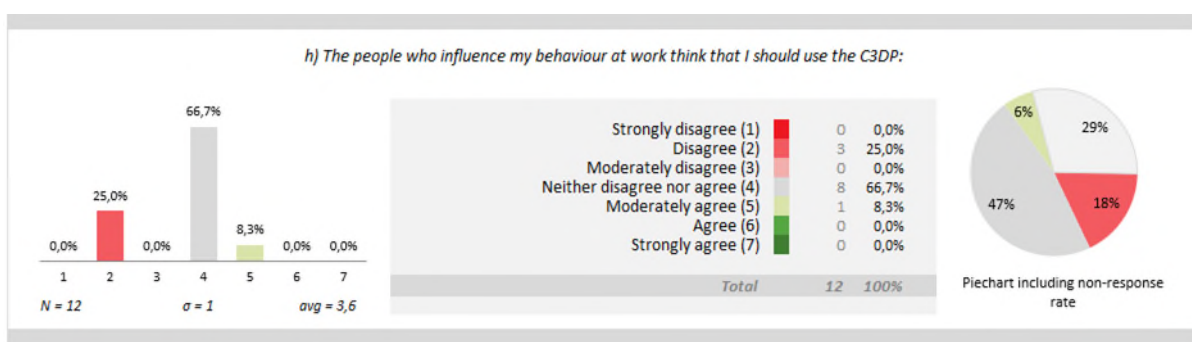 h) The people who influence my behaviour at work think that I should use the C3DP:
66,7%
25,0%
8,3%
0,0% 0,0% 0,0% 0,0%
1 2 3 4 5 6 7
N = 12 σ = 1 avg = 3,6
Strongly disagree (1) 0 0,0%
Disagree (2) 3 25,0%
Moderately disagree (3) 0 0,0%
Neither disagree nor agree (4) 8 66,7%
Moderately agree (5) 1 8,3%
Agree (6) 0 0,0%
Strongly agree (7) 0 0,0%
Total 12 100%
6%
29%
47%
18%
Piechart including non-response
rate